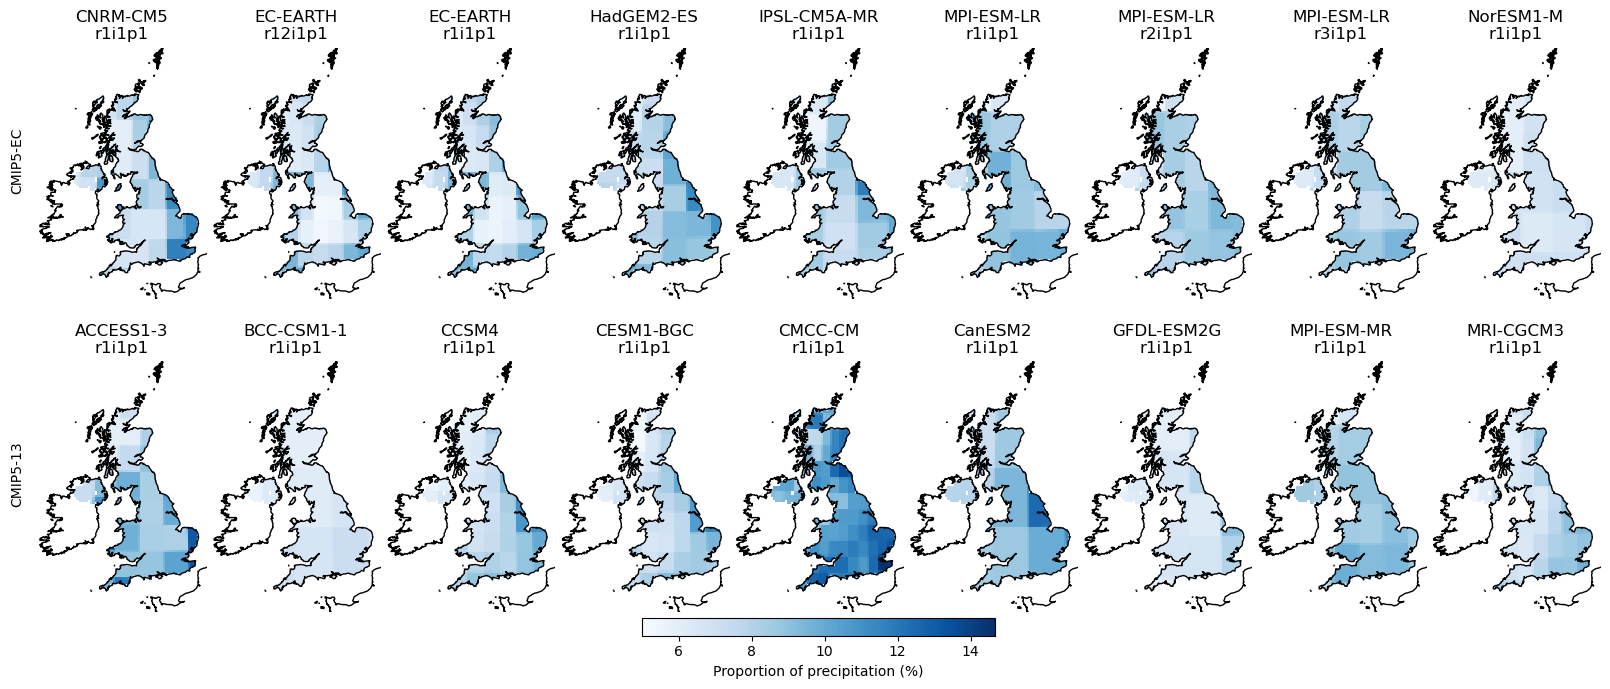 CNRM-CM5
r1i1p1
EC-EARTH
r12i1p1
EC-EARTH
r1i1p1
HadGEM2-ES
r1i1p1
IPSL-CM5A-MR
r1i1p1
MPI-ESM-LR
r1i1p1
MPI-ESM-LR
r2i1p1
MPI-ESM-LR
r3i1p1
NorESM1-M
r1i1p1
CMIP5-EC
ACCESS1-3
r1i1p1
BCC-CSM1-1
r1i1p1
CCSM4
r1i1p1
CESM1-BGC
r1i1p1
CMCC-CM
r1i1p1
CanESM2
r1i1p1
GFDL-ESM2G
r1i1p1
MPI-ESM-MR
r1i1p1
MRI-CGCM3
r1i1p1
CMIP5-13
6 8 10 12 14
Proportion of precipitation (%)